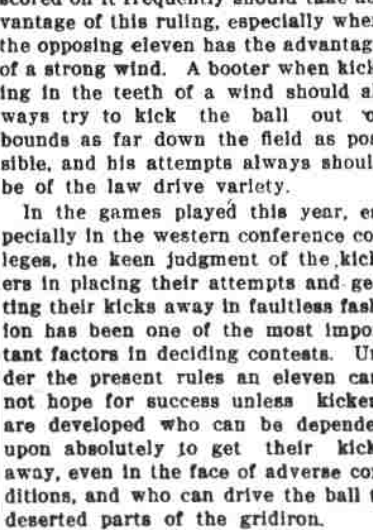 scored on it frequently should take ad
vantage of this ruling, especially when
the opposing eleven has the advantag
of a strong wind. A booter when kick
ing in the teeth of a wind should al
ways try to kick the ball out o
bounds as far down the field as pos
sible, and his attempts always shoul
be of the law drive variety.
In the games played this year, es
pecially in the western conference col
leges, the keen judgment of the kick
ers in placing their attempts and get
ting their kicks away in faultless fash
ion has been one of the most impor
tant factors in deciding contests. Un
der the present rules an eleven can
not hope for success unless kicker
are developed who can be depende
upon absolutely to get their kick
away, even in the face of adverse con
ditions, and who can drive the ball t
deserted parts of the gridiron.